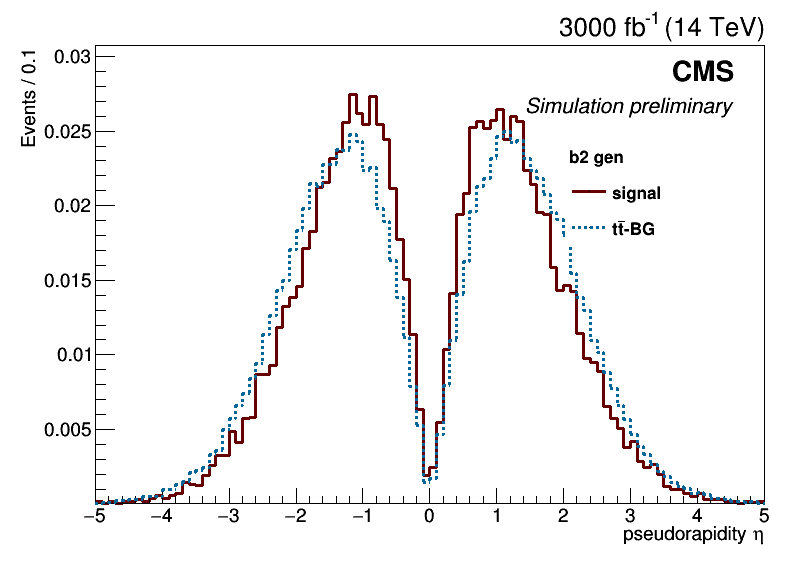 3000 fb⁻¹ (14 TeV)
Events / 0.1
0.03
0.025
0.02
0.015
0.01
0.005
CMS
Simulation preliminary
b2 gen
signal
tt̄-BG
−5 −4 −3 −2 −1 0 1 2 3 4 5
pseudorapidity η